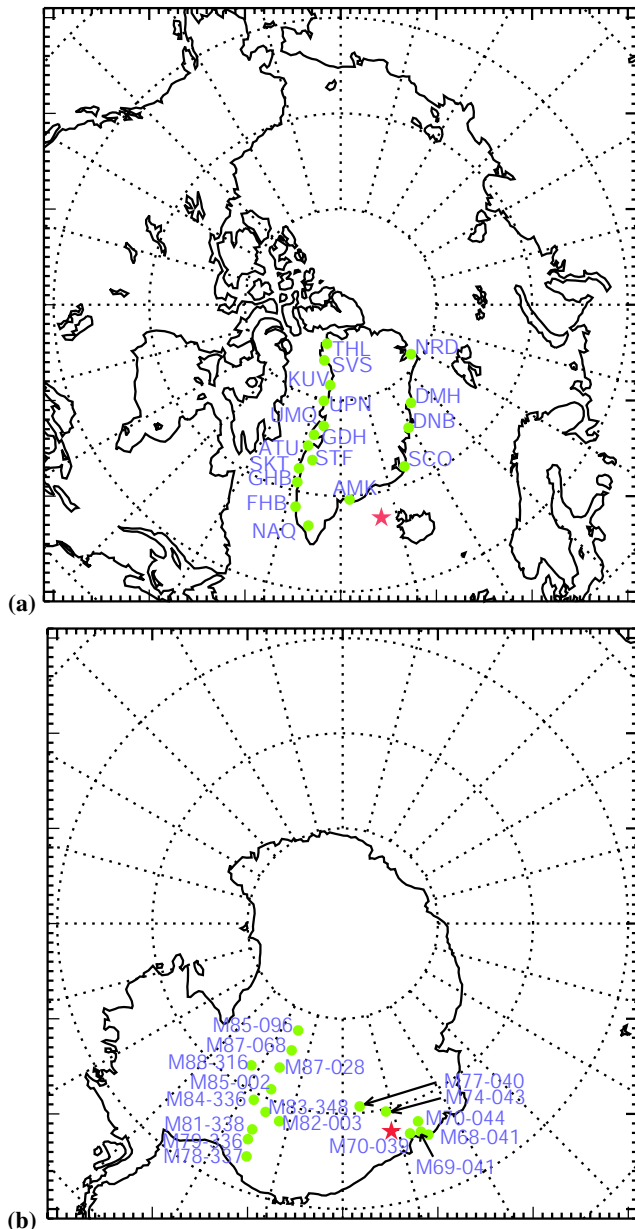 THL
NRD
SVS
KUV
UPN
DMH
UMQ
GDH
DNB
ATU
STF
SKT
SCO
GHB
AMK
FHB
NAQ
(a)
M85-096
M87-068
M88-316
M87-028
M85-002
M77-040
M84-336
M74-043
M83-348
M81-338
M82-003
M70-044
M79-336
M70-039
M68-041
M78-337
M69-041
(b)